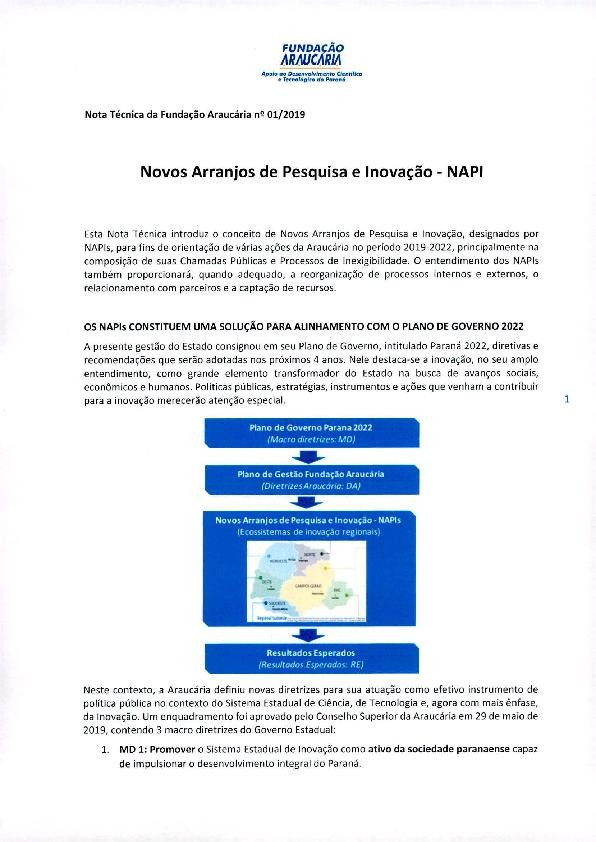 FUNDAÇÃO
ARAUCÁRIA
Apoio ao Desenvolvimento Científico
e Tecnológico do Paraná
Nota Técnica da Fundação Araucária nº 01/2019
Novos Arranjos de Pesquisa e Inovação - NAPI
Esta Nota Técnica introduz o conceito de Novos Arranjos de Pesquisa e Inovação, designados por
NAPIs, para fins de orientação de várias ações da Araucária no período 2019-2022, principalmente na
composição de suas Chamadas Públicas e Processos de Inexigibilidade. O entendimento dos NAPIs
também proporcionará, quando adequado, a reorganização de processos internos e externos, o
relacionamento com parceiros e a captação de recursos.
OS NAPIs CONSTITUEM UMA SOLUÇÃO PARA ALINHAMENTO COM O PLANO DE GOVERNO 2022
A presente gestão do Estado consignou em seu Plano de Governo, intitulado Paraná 2022, diretivas e
recomendações que serão adotadas nos próximos 4 anos. Nele destaca-se a inovação, no seu amplo
entendimento, como grande elemento transformador do Estado na busca de avanços sociais,
econômicos e humanos. Políticas públicas, estratégias, instrumentos e ações que venham a contribuir
para a inovação merecerão atenção especial.
1
Plano de Governo Parana 2022
(Macro diretrizes: MD)
Plano de Gestão Fundação Araucária
(Diretrizes Araucária: DA)
Novos Arranjos de Pesquisa e Inovação - NAPIs
(Ecossistemas de inovação regionais)
NOROESTE
NORTE
OESTE
CAMPOS GERAIS
SUDOESTE
Resultados Esperados
(Resultados Esperados: RE)
Neste contexto, a Araucária definiu novas diretrizes para sua atuação como efetivo instrumento de
política pública no contexto do Sistema Estadual de Ciência, de Tecnologia e, agora com mais ênfase,
da Inovação. Um enquadramento foi aprovado pelo Conselho Superior da Araucária em 29 de maio de
2019, contendo 3 macro diretrizes do Governo Estadual:
1. MD 1: Promover o Sistema Estadual de Inovação como ativo da sociedade paranaense capaz
de impulsionar o desenvolvimento integral do Paraná.